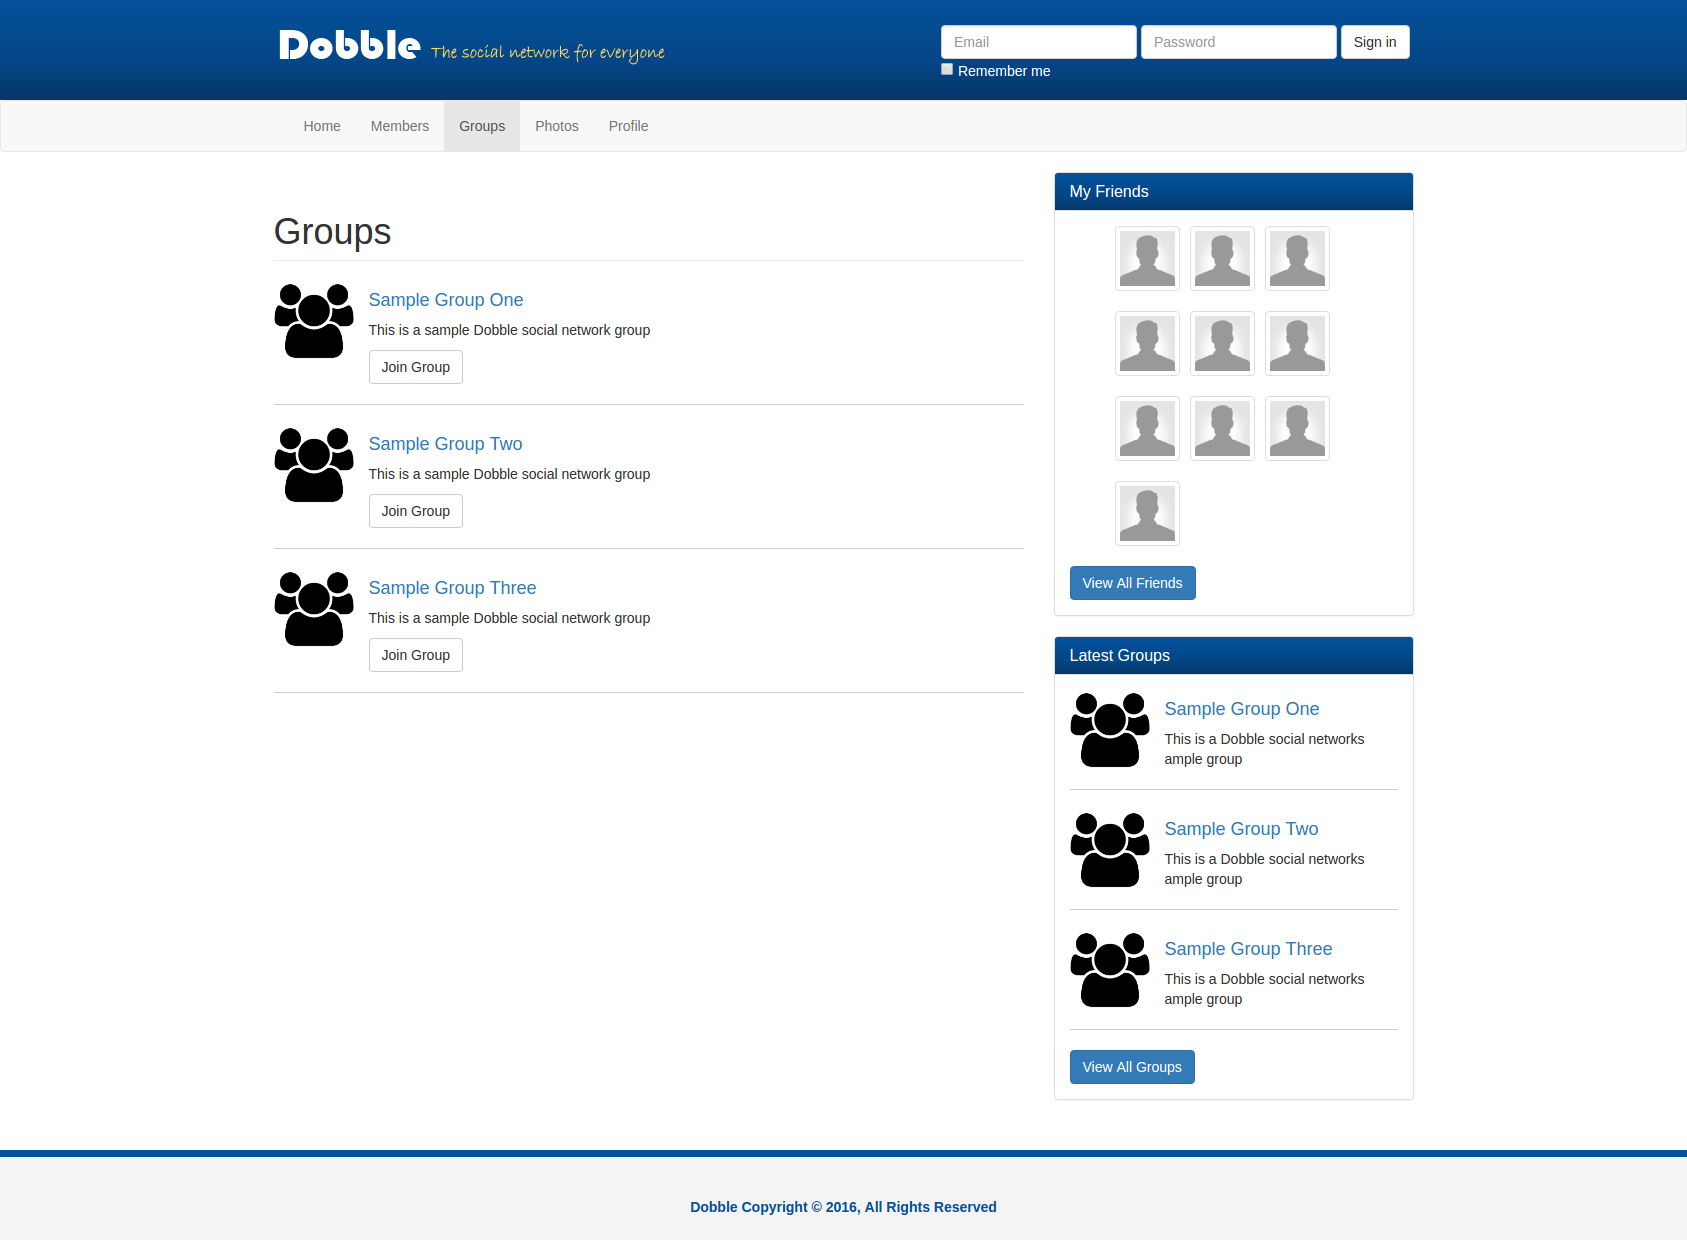 Dobble The social network for everyone
Email Password Sign in
Remember me
Home Members Groups Photos Profile
Groups
Sample Group One
This is a sample Dobble social network group
Join Group
Sample Group Two
This is a sample Dobble social network group
Join Group
Sample Group Three
This is a sample Dobble social network group
Join Group
My Friends
View All Friends
Latest Groups
Sample Group One
This is a Dobble social networks
ample group
Sample Group Two
This is a Dobble social networks
ample group
Sample Group Three
This is a Dobble social networks
ample group
View All Groups
Dobble Copyright © 2016, All Rights Reserved